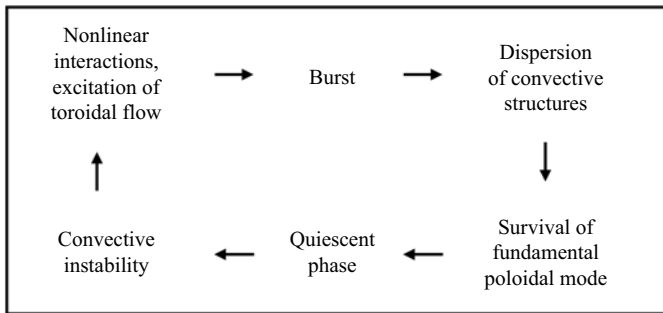 Nonlinear
interactions,
excitation of
toroidal flow
Burst
Dispersion
of convective
structures
Convective
instability
Quiescent
phase
Survival of
fundamental
poloidal mode